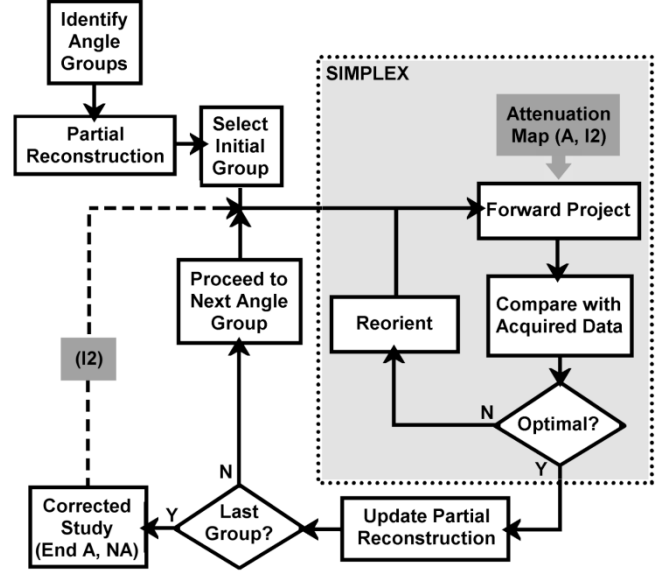 Identify
Angle
Groups
Partial
Reconstruction
Select
Initial
Group
SIMPLEX
Attenuation
Map (A, I2)
Forward Project
Proceed to
Next Angle
Group
Reorient
Compare with
Acquired Data
(I2)
N
Optimal?
Y
N
Corrected
Study
(End A, NA)
Y
Last
Group?
Update Partial
Reconstruction